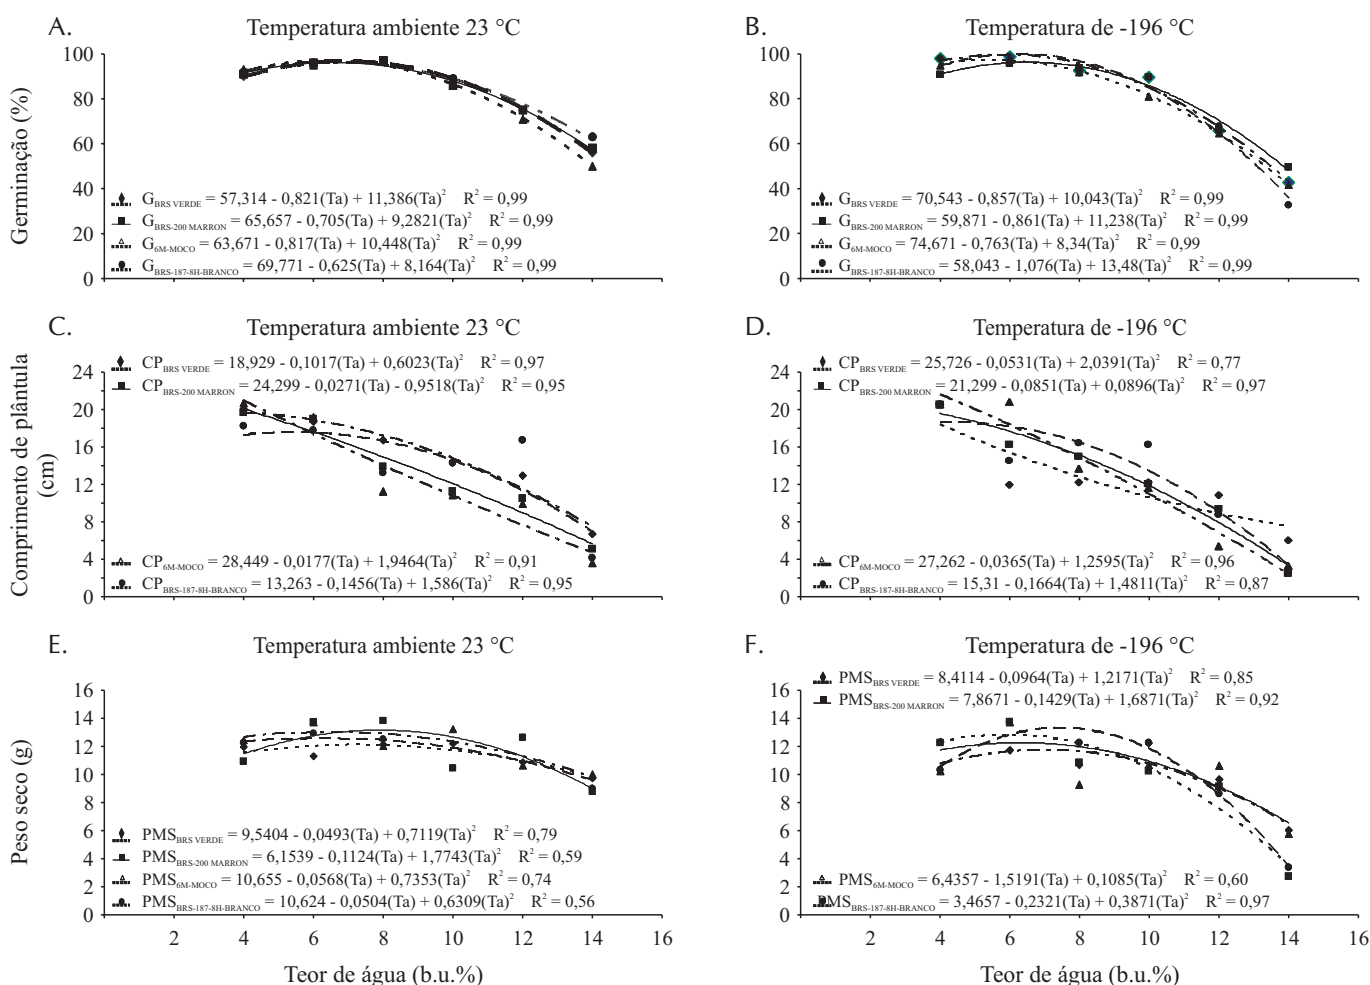 A. Temperatura ambiente 23 °C
Germinação (%)
100
80
60
40
20
0
G BRS VERDE = 57,314 - 0,821(Ta) + 11,386(Ta)² R² = 0,99
G BRS-200 MARRON = 65,657 - 0,705(Ta) + 9,2821(Ta)² R² = 0,99
G 6M-MOCO = 63,671 - 0,817(Ta) + 10,448(Ta)² R² = 0,99
G BRS-187-8H-BRANCO = 69,771 - 0,625(Ta) + 8,164(Ta)² R² = 0,99
B. Temperatura de -196 °C
G BRS VERDE = 70,543 - 0,857(Ta) + 10,043(Ta)² R² = 0,99
G BRS-200 MARRON = 59,871 - 0,861(Ta) + 11,238(Ta)² R² = 0,99
G 6M-MOCO = 74,671 - 0,763(Ta) + 8,34(Ta)² R² = 0,99
G BRS-187-8H-BRANCO = 58,043 - 1,076(Ta) + 13,48(Ta)² R² = 0,99
C. Temperatura ambiente 23 °C
Comprimento de plântula
((cm)
24
20
16
12
8
4
0
CP BRS VERDE = 18,929 - 0,1017(Ta) + 0,6023(Ta)² R² = 0,97
CP BRS-200 MARRON = 24,299 - 0,0271(Ta) - 0,9518(Ta)² R² = 0,95
CP 6M-MOCO = 28,449 - 0,0177(Ta) + 1,9464(Ta)² R² = 0,91
CP BRS-187-8H-BRANCO = 13,263 - 0,1456(Ta) + 1,586(Ta)² R² = 0,95
D. Temperatura de -196 °C
CP BRS VERDE = 25,726 - 0,0531(Ta) + 2,0391(Ta)² R² = 0,77
CP BRS-200 MARRON = 21,299 - 0,0851(Ta) + 0,0896(Ta)² R² = 0,97
24
20
16
12
8
4
0
CP 6M-MOCO = 27,262 - 0,0365(Ta) + 1,2595(Ta)² R² = 0,96
CP BRS-187-8H-BRANCO = 15,31 - 0,1664(Ta) + 1,4811(Ta)² R² = 0,87
E. Temperatura ambiente 23 °C
Peso seco (g)
16
14
12
10
8
6
4
2
0
PMS BRS VERDE = 9,5404 - 0,0493(Ta) + 0,7119(Ta)² R² = 0,79
PMS BRS-200 MARRON = 6,1539 - 0,1124(Ta) + 1,7743(Ta)² R² = 0,59
PMS 6M-MOCO = 10,655 - 0,0568(Ta) + 0,7353(Ta)² R² = 0,74
PMS BRS-187-8H-BRANCO = 10,624 - 0,0504(Ta) + 0,6309(Ta)² R² = 0,56
2 4 6 8 10 12 14 16
Teor de água (b.u.%)
F. Temperatura de -196 °C
PMS BRS VERDE = 8,4114 - 0,0964(Ta) + 1,2171(Ta)² R² = 0,85
PMS BRS-200 MARRON = 7,8671 - 0,1429(Ta) + 1,6871(Ta)² R² = 0,92
16
14
12
10
8
6
4
2
0
PMS 6M-MOCO = 6,4357 - 1,5191(Ta) + 0,1085(Ta)² R² = 0,60
PMS BRS-187-8H-BRANCO = 3,4657 - 0,2321(Ta) + 0,3871(Ta)² R² = 0,97
2 4 6 8 10 12 14 16
Teor de água (b.u.%)